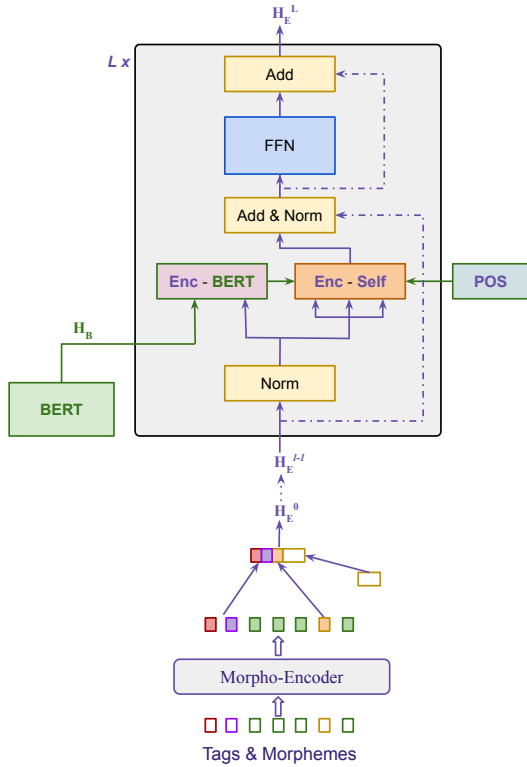 H_E^L
L x
Add
FFN
Add & Norm
Enc - BERT
Enc - Self
POS
H_B
Norm
BERT
H_E^{l-1}
H_E^0
Morpho-Encoder
Tags & Morphemes